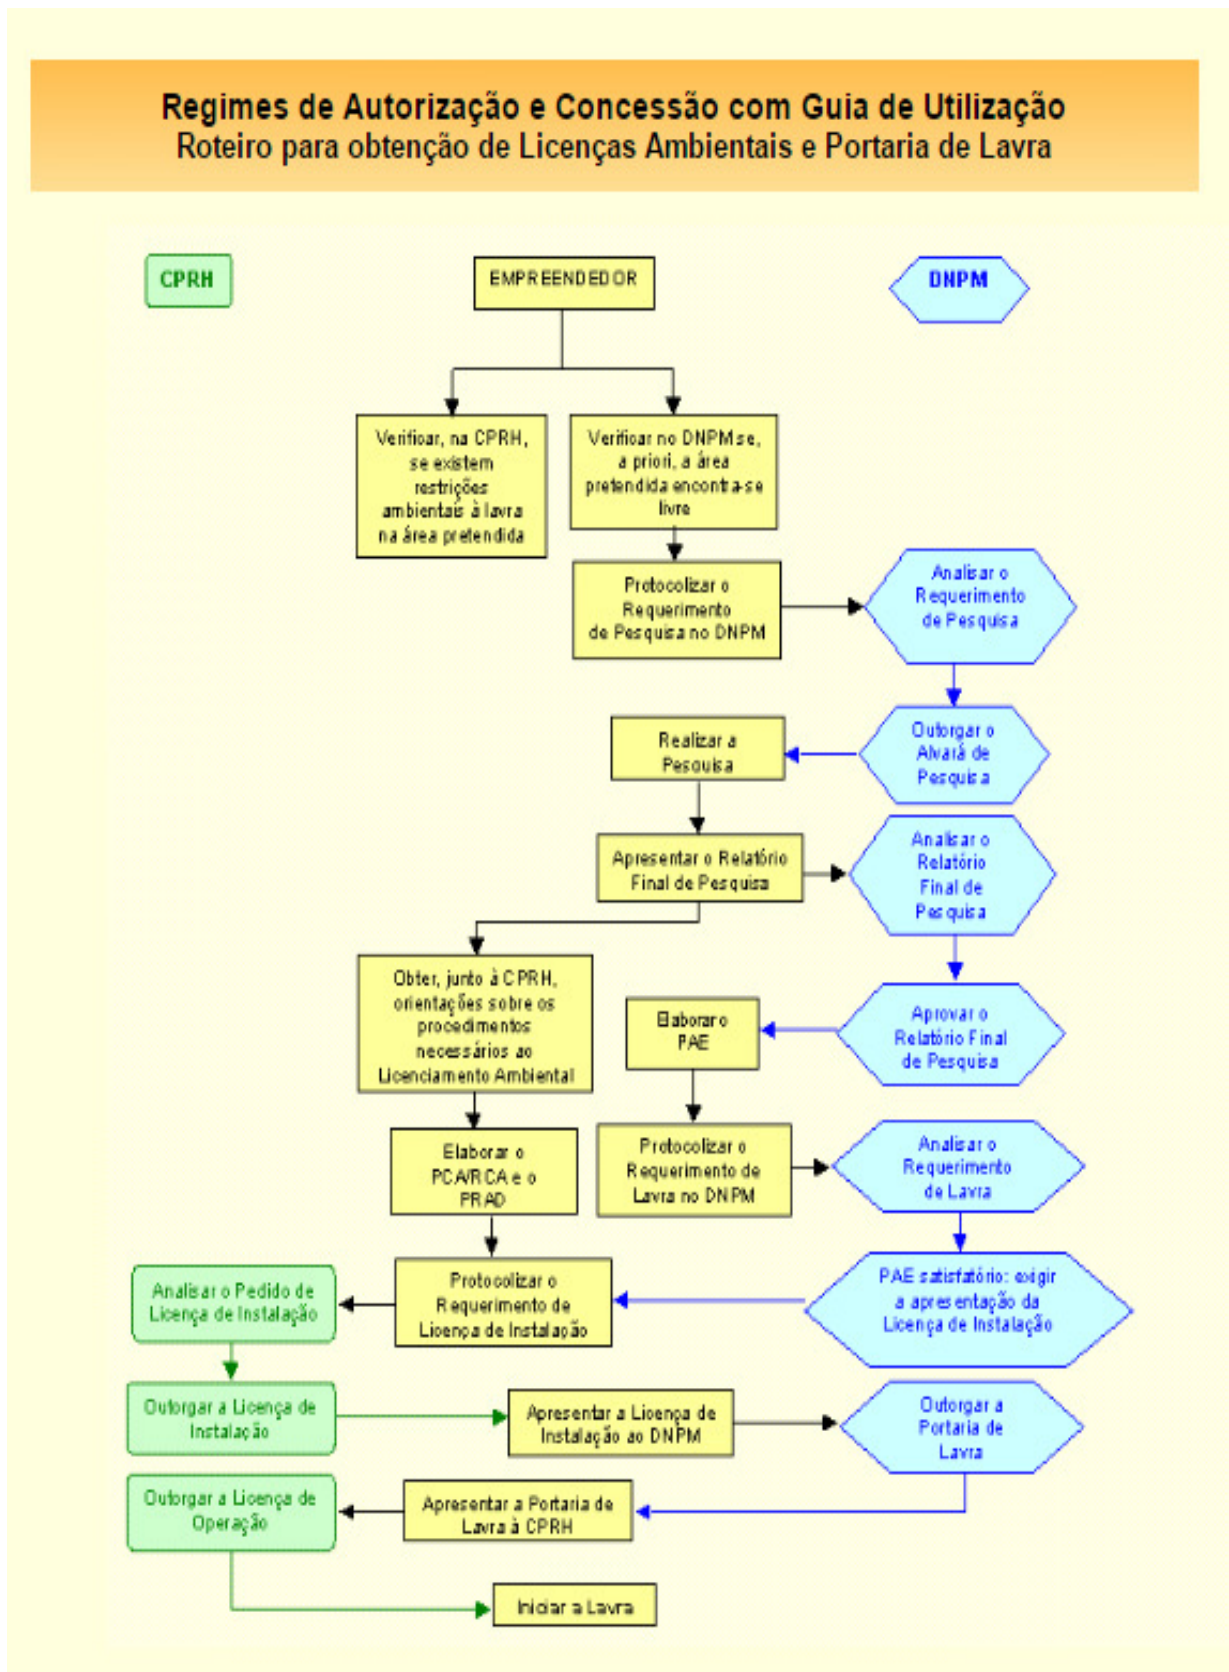 Regimes de Autorização e Concessão com Guia de Utilização
Roteiro para obtenção de Licenças Ambientais e Portaria de Lavra
CPRH
EMPREENDEDOR
DNPM
Verificar, na CPRH,
se existem
restrições
ambientais à lavra
na área pretendida
Verificar no DNPM se,
a priori, a área
pretendida encontra-se
livre
Protocolizar o
Requerimento
de Pesquisa no DNPM
Analisar o
Requerimento
de Pesquisa
Realizar a
Pesquisa
Outorgar o
Alvará de
Pesquisa
Apresentar o Relatório
Final de Pesquisa
Analisar o
Relatório
Final de
Pesquisa
Obter, junto à CPRH,
orientações sobre os
procedimentos
necessários ao
Licenciamento Ambiental
Elaborar o
PAE
Aprovar o
Relatório Final
de Pesquisa
Elaborar o
PCA/RCA e o
PRAD
Protocolizar o
Requerimento de
Lavra no DNPM
Analisar o
Requerimento
de Lavra
Analisar o Pedido de
Licença de Instalação
Protocolizar o
Requerimento de
Licença de Instalação
PAE satisfatório: exigir
a apresentação da
Licença de Instalação
Outorgar a Licença de
Instalação
Apresentar a Licença de
Instalação ao DNPM
Outorgar a
Portaria de
Lavra
Outorgar a Licença de
Operação
Apresentar a Portaria de
Lavra à CPRH
Iniciar a Lavra